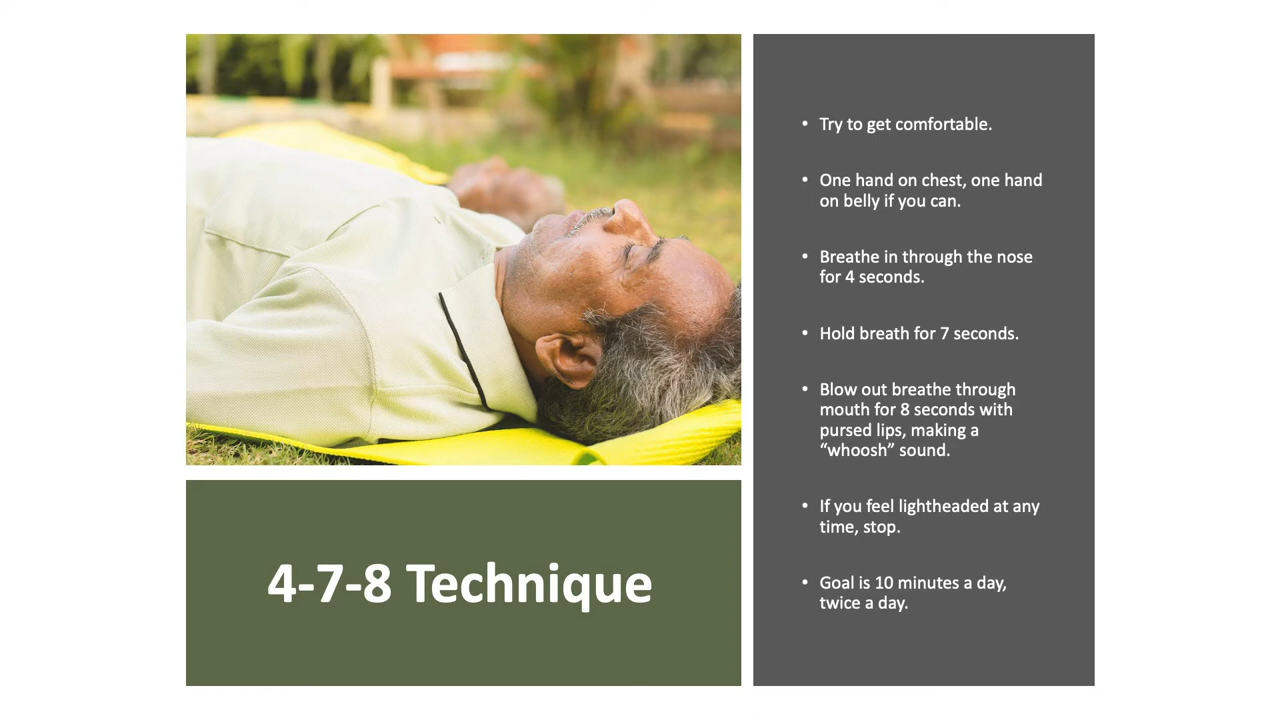 4-7-8 Technique
• Try to get comfortable.
• One hand on chest, one hand
on belly if you can.
• Breathe in through the nose
for 4 seconds.
• Hold breath for 7 seconds.
• Blow out breathe through
mouth for 8 seconds with
pursed lips, making a
“whoosh” sound.
• If you feel lightheaded at any
time, stop.
• Goal is 10 minutes a day,
twice a day.